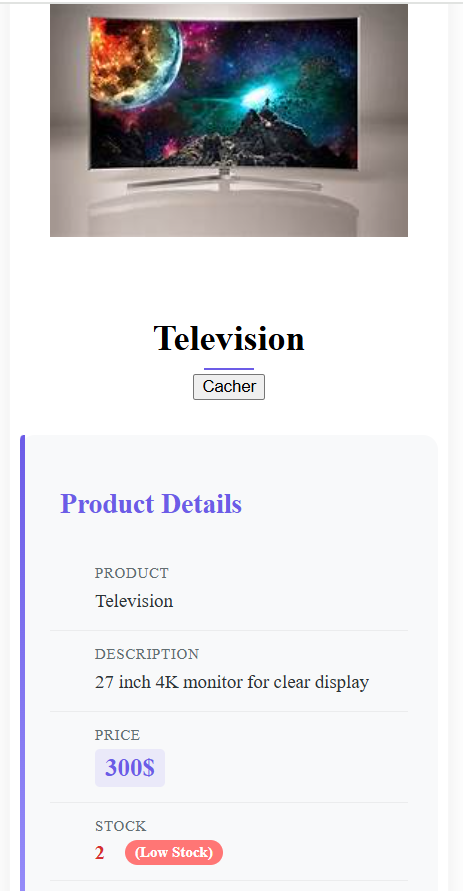 Television
Cacher
Product Details
PRODUCT
Television
DESCRIPTION
27 inch 4K monitor for clear display
PRICE
300$
STOCK
2 (Low Stock)